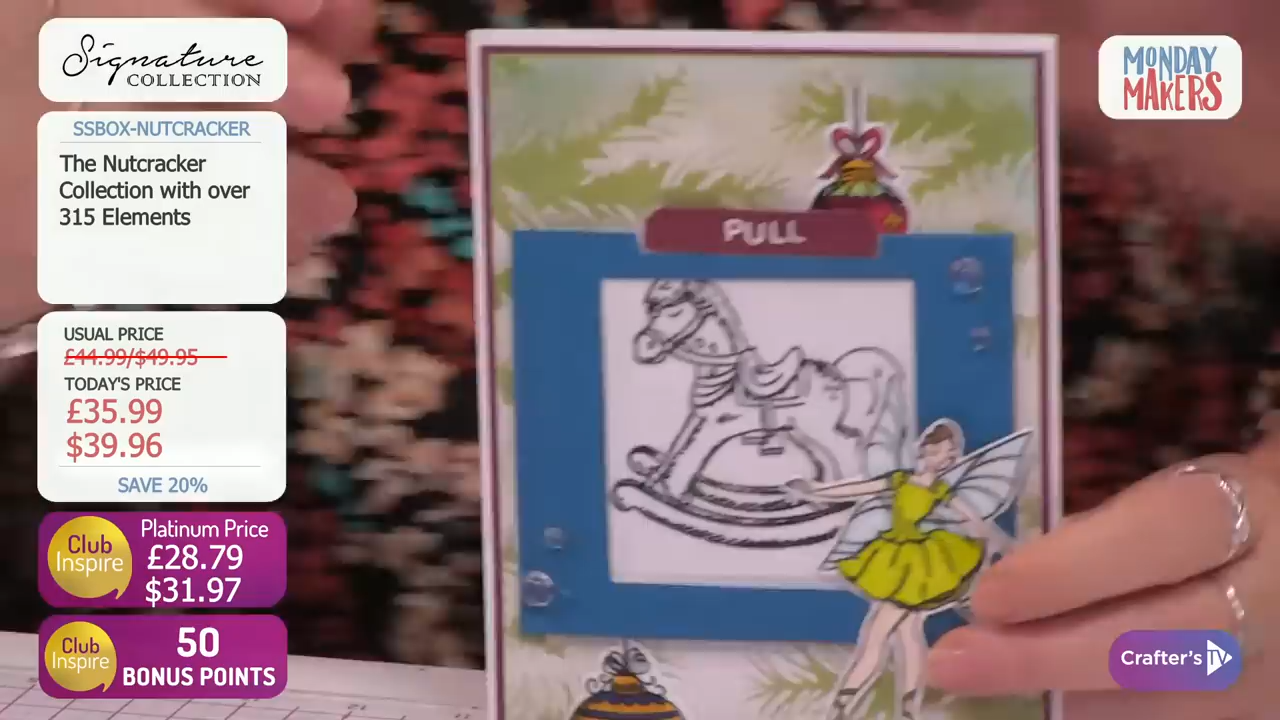 Signature
COLLECTION
SSBOX-NUTCRACKER
The Nutcracker
Collection with over
315 Elements
USUAL PRICE
£44.99/$49.95
TODAY'S PRICE
£35.99
$39.96
SAVE 20%
Club
Inspire
Platinum Price
£28.79
$31.97
Club
Inspire
50
BONUS POINTS
PULL
MONDAY
MAKERS
Crafter's TV